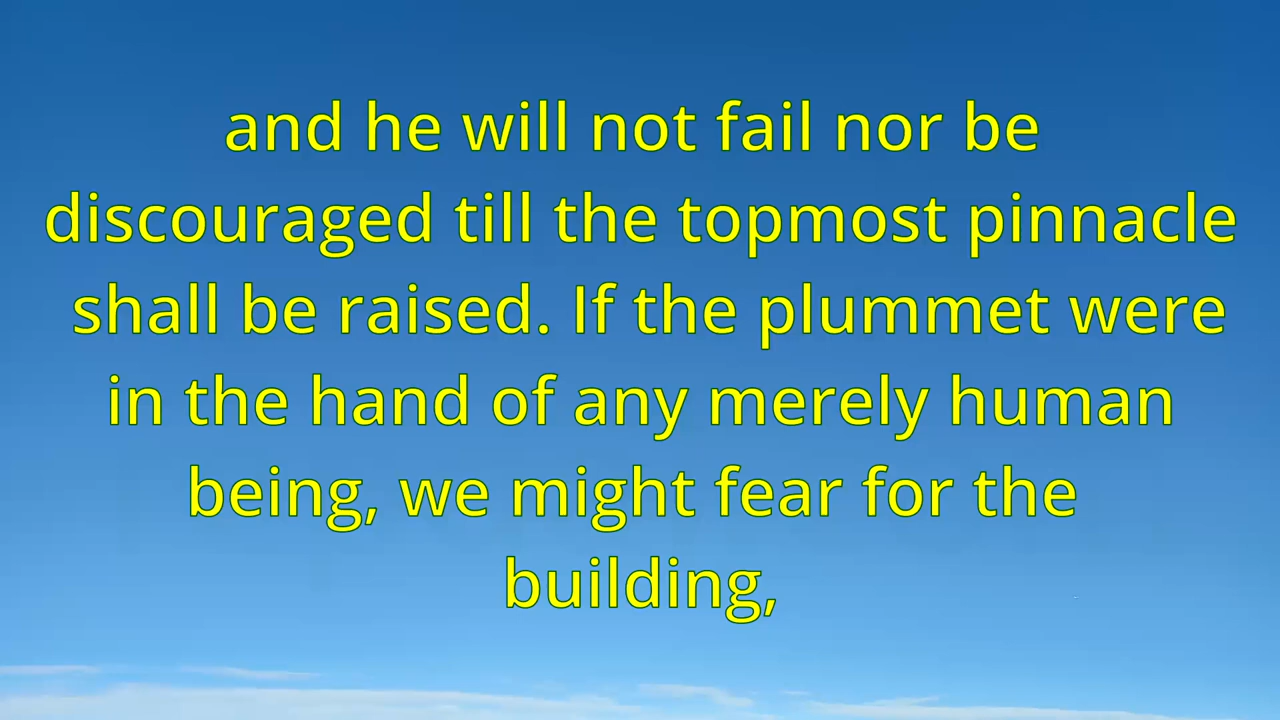 and he will not fail nor be
discouraged till the topmost pinnacle
shall be raised. If the plummet were
in the hand of any merely human
being, we might fear for the
building,